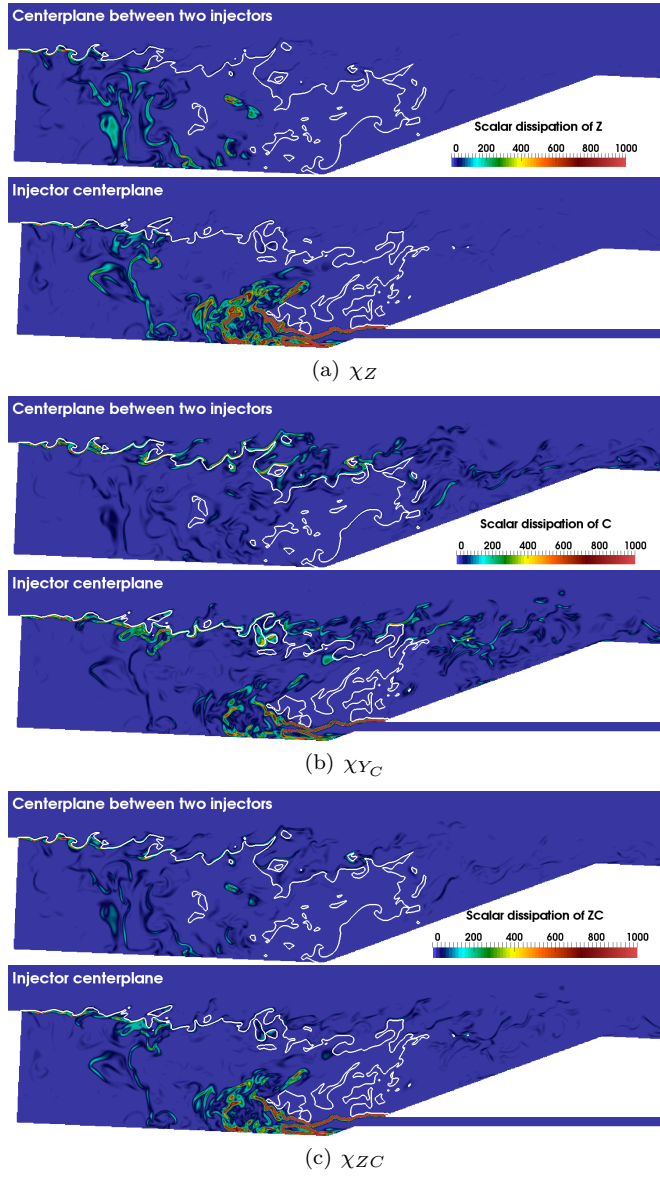 Centerplane between two injectors
Scalar dissipation of Z
0 200 400 600 800 1000
Injector centerplane
(a) χZ
Centerplane between two injectors
Scalar dissipation of C
0 200 400 600 800 1000
Injector centerplane
(b) χYC
Centerplane between two injectors
Scalar dissipation of ZC
0 200 400 600 800 1000
Injector centerplane
(c) χZC